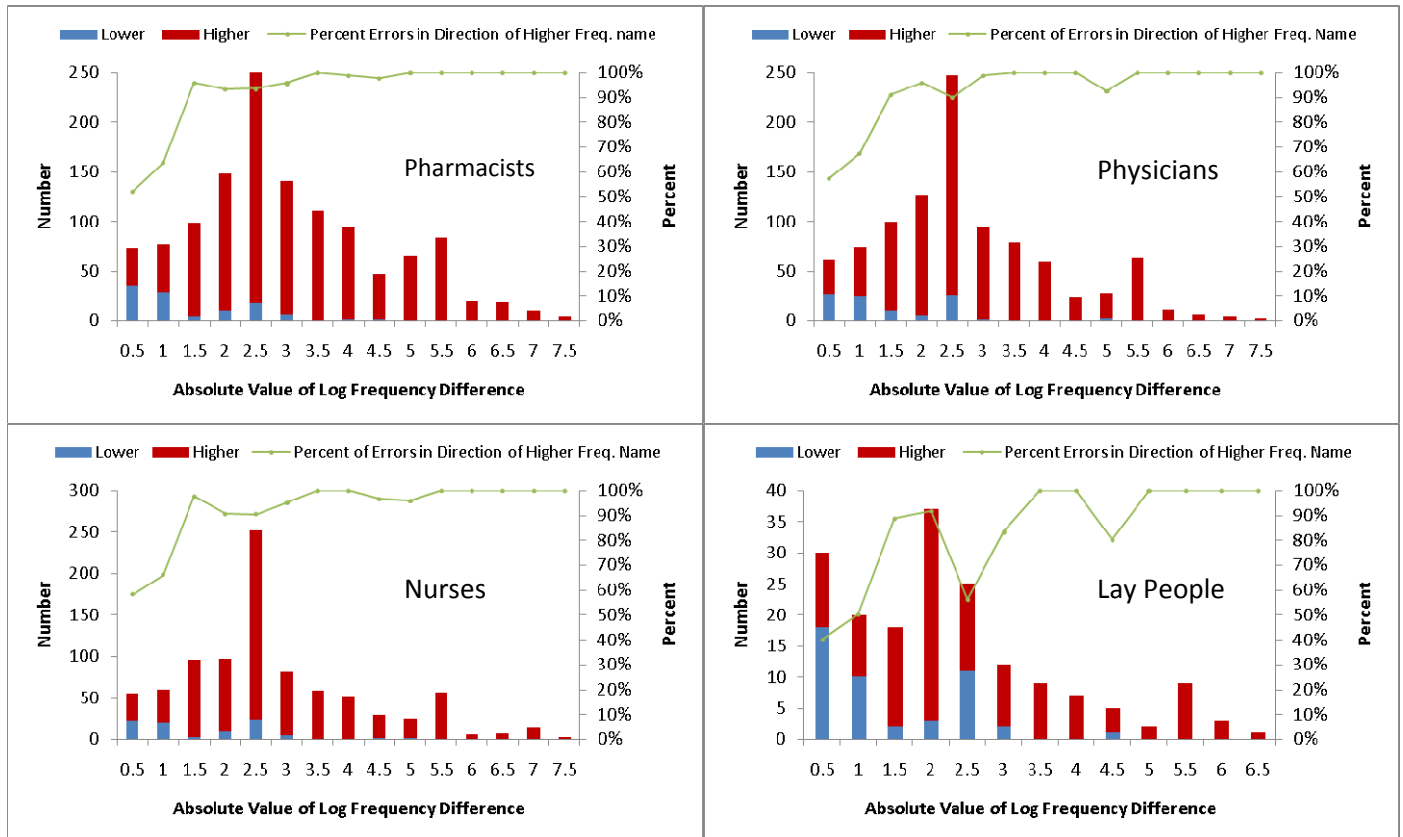 Lower Higher Percent Errors in Direction of Higher Freq. name
250 100%
90%
200 80%
70%
150 60%
50%
100 40%
30%
50 20%
10%
0 0%
Number
Percent
Pharmacists
0.5 1 1.5 2 2.5 3 3.5 4 4.5 5 5.5 6 6.5 7 7.5
Absolute Value of Log Frequency Difference
Lower Higher Percent of Errors in Direction of Higher Freq. Name
250 100%
90%
200 80%
70%
150 60%
50%
100 40%
30%
50 20%
10%
0 0%
Number
Percent
Physicians
0.5 1 1.5 2 2.5 3 3.5 4 4.5 5 5.5 6 6.5 7 7.5
Absolute Value of Log Frequency Difference
Lower Higher Percent of Errors in Direction of Higher Freq. Name
300 100%
90%
250 80%
70%
200 60%
150 50%
40%
100 30%
50 20%
10%
0 0%
Number
Percent
Nurses
0.5 1 1.5 2 2.5 3 3.5 4 4.5 5 5.5 6 6.5 7 7.5
Absolute Value of Log Frequency Difference
Lower Higher Percent of Errors in Direction of Higher Freq. Name
40 100%
35 90%
80%
30 70%
25 60%
20 50%
15 40%
30%
10 20%
5 10%
0 0%
Number
Percent
Lay People
0.5 1 1.5 2 2.5 3 3.5 4 4.5 5 5.5 6 6.5
Absolute Value of Log Frequency Difference